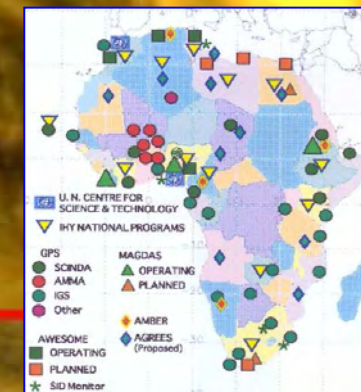 U. N. CENTRE FOR
SCIENCE & TECHNOLOGY
IHY NATIONAL PROGRAMS
GPS
SCINDA
AMMA
IGS
Other
MAGDAS
OPERATING
PLANNED
AMBER
AGREES
(Proposed)
AWESOME
OPERATING
PLANNED
SID Monitor